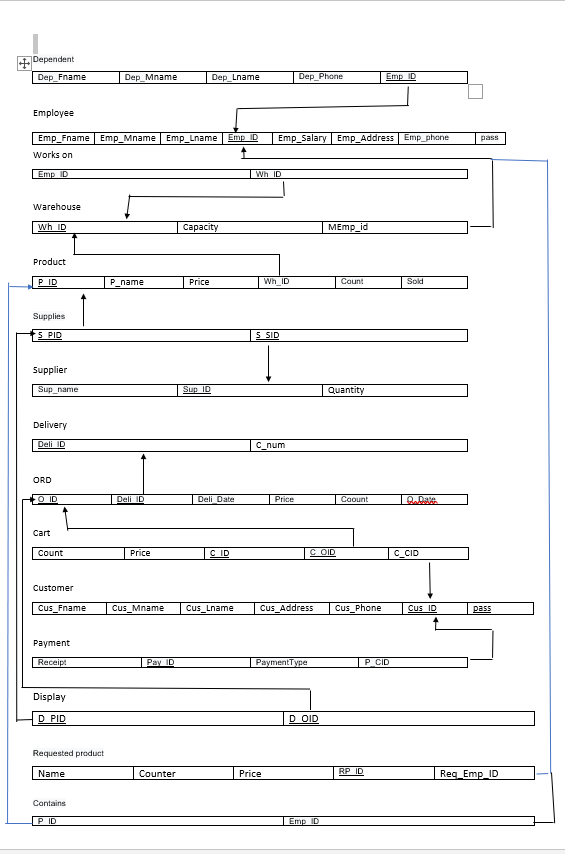 Dependent
Dep_Fname Dep_Mname Dep_Lname Dep_Phone Emp_ID
Employee
Emp_Fname Emp_Mname Emp_Lname Emp_ID Emp_Salary Emp_Address Emp_phone pass
Works on
Emp_ID Wh_ID
Warehouse
Wh_ID Capacity MEmp_id
Product
P_ID P_name Price Wh_ID Count Sold
Supplies
S_PID S_SID
Supplier
Sup_name Sup_ID Quantity
Delivery
Deli_ID C_num
ORD
O_ID Deli_ID Deli_Date Price Coount O_Date
Cart
Count Price C_ID C_OID C_CID
Customer
Cus_Fname Cus_Mname Cus_Lname Cus_Address Cus_Phone Cus_ID pass
Payment
Receipt Pay_ID PaymentType P_CID
Display
D_PID D_OID
Requested product
Name Counter Price RP_ID Req_Emp_ID
Contains
P_ID Emp_ID